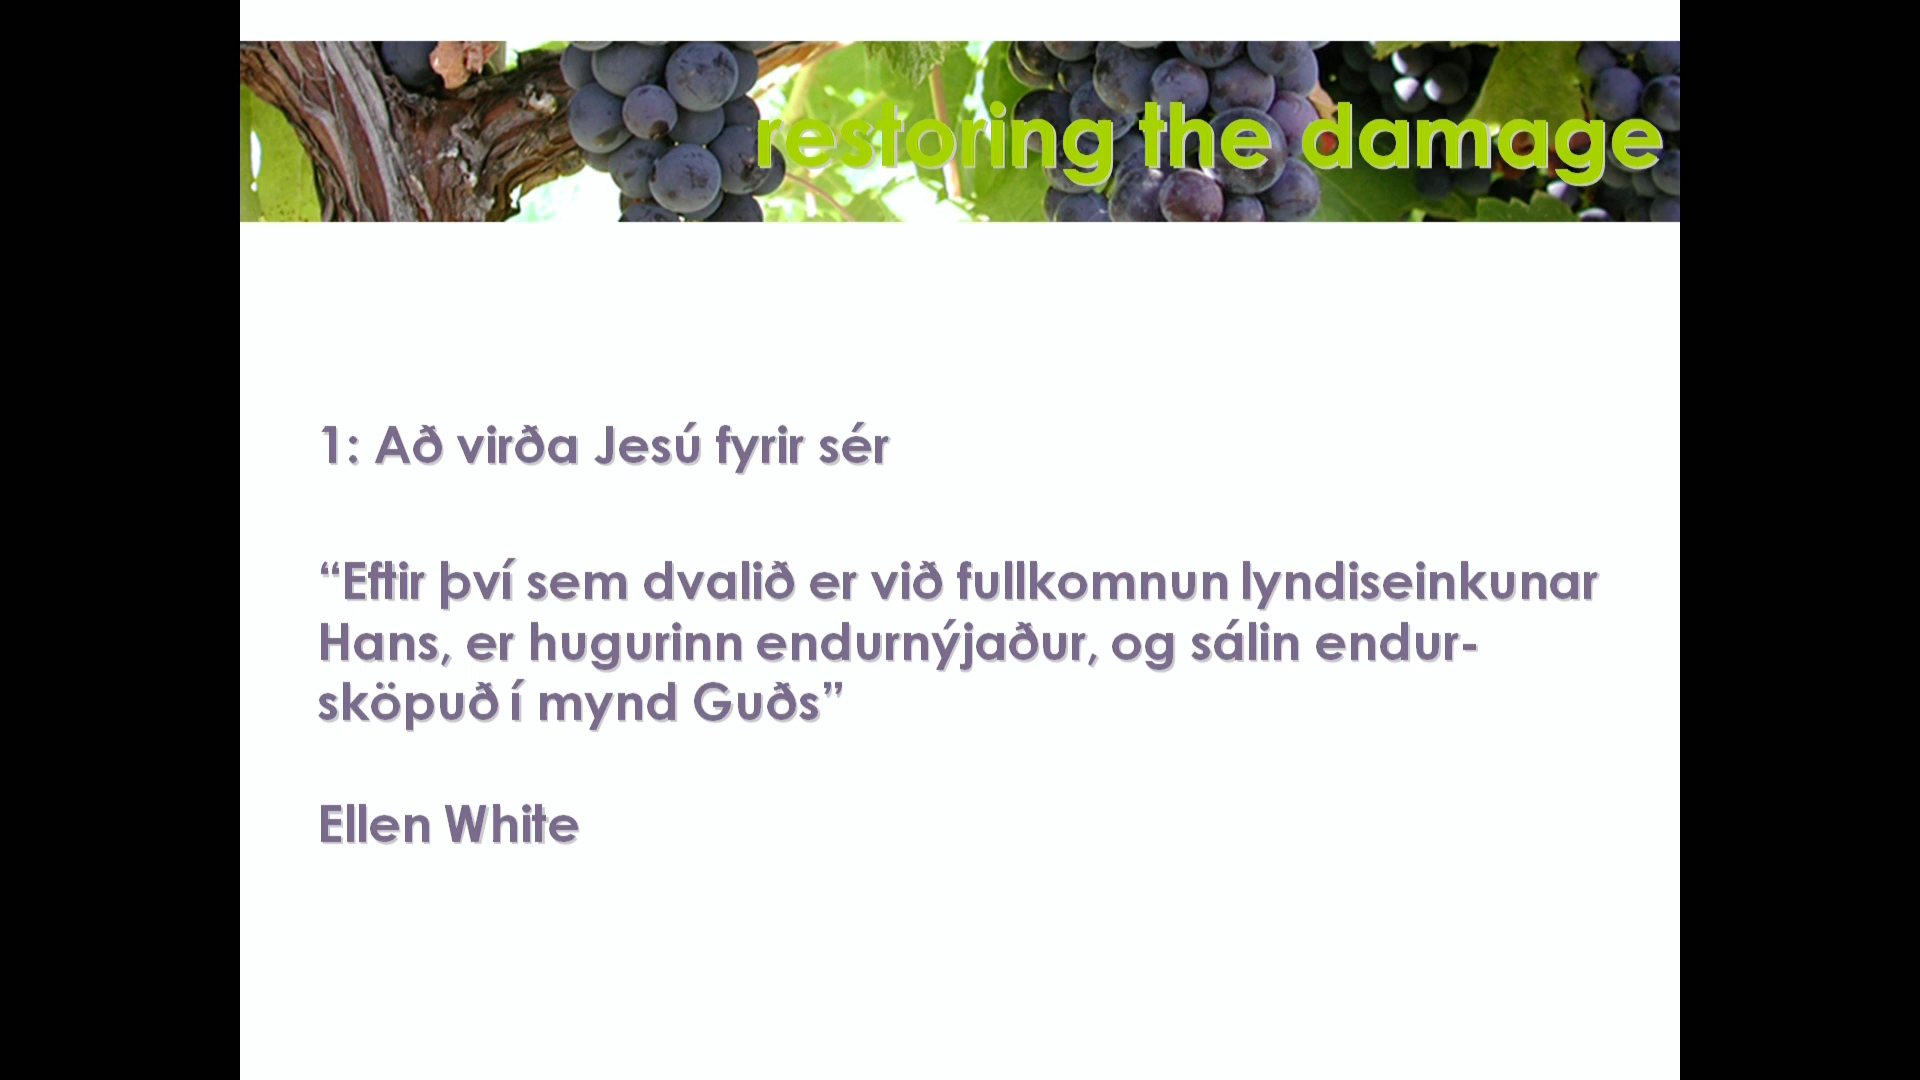 restoring the damage
1: Að virða Jesú fyrir sér
“Eftir því sem dvalið er við fullkomnun lyndiseinkunar
Hans, er hugurinn endurnýjaður, og sálin endur-
sköpuð í mynd Guðs”
Ellen White